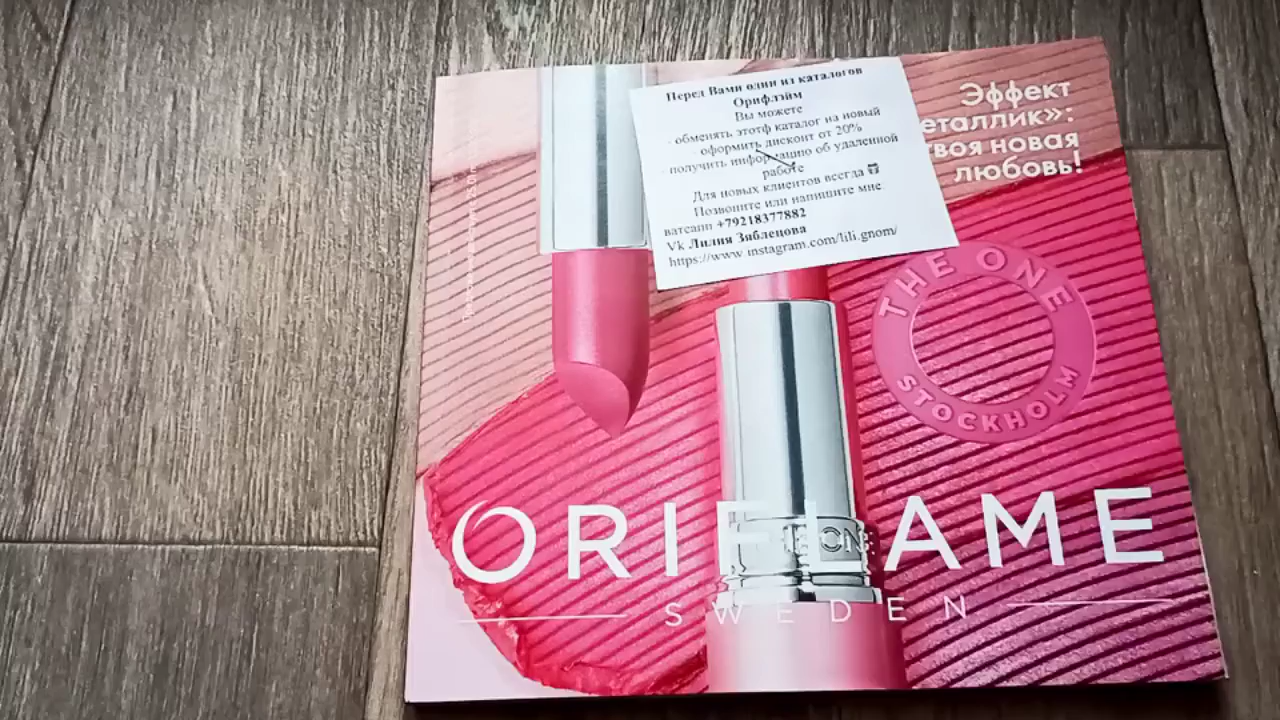 Перед Вами один из каталогов
Орифлэйм
Вы можете
- обменять этотф каталог на новый
- оформить дисконт от 20%
- получить информацию об удаленной
работе
Для новых клиентов всегда
Позвоните или напишите мне
ватсапп +79218377882
Vk Лилия Зяблецова
https://www.instagram.com/lili.gnom/
Эффект
еталлик»:
твоя новая
любовь!
THE ONE
STOCKHOLM
ON
ORIFLAME
SWEDEN